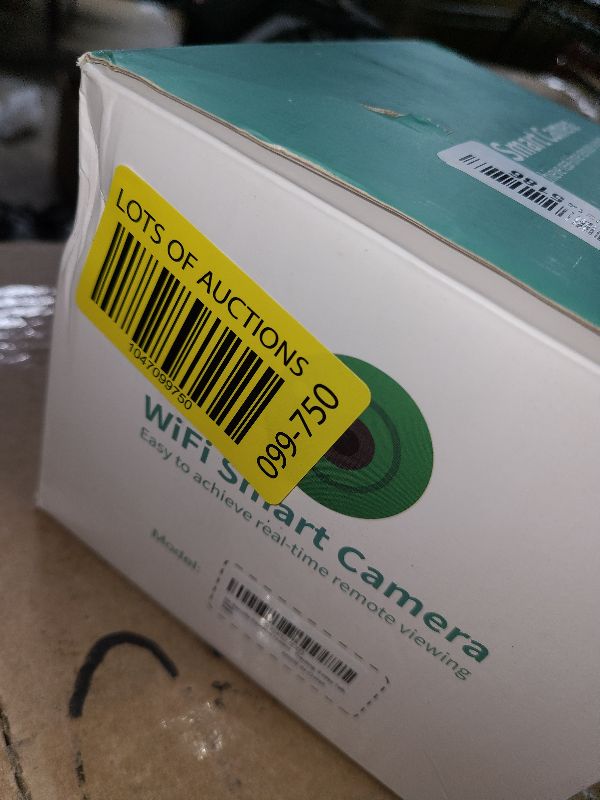 Smart Camera
5166
LOTS OF AUCTIONS
1047099750
099-750
WiFi Smart Camera
Easy to achieve real-time remote viewing
Model: